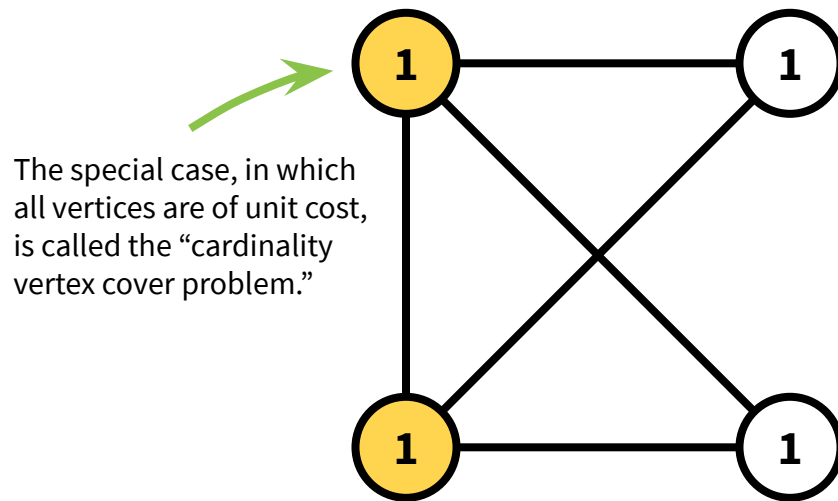 1 1
The special case, in which
all vertices are of unit cost,
is called the “cardinality
vertex cover problem.”
1 1